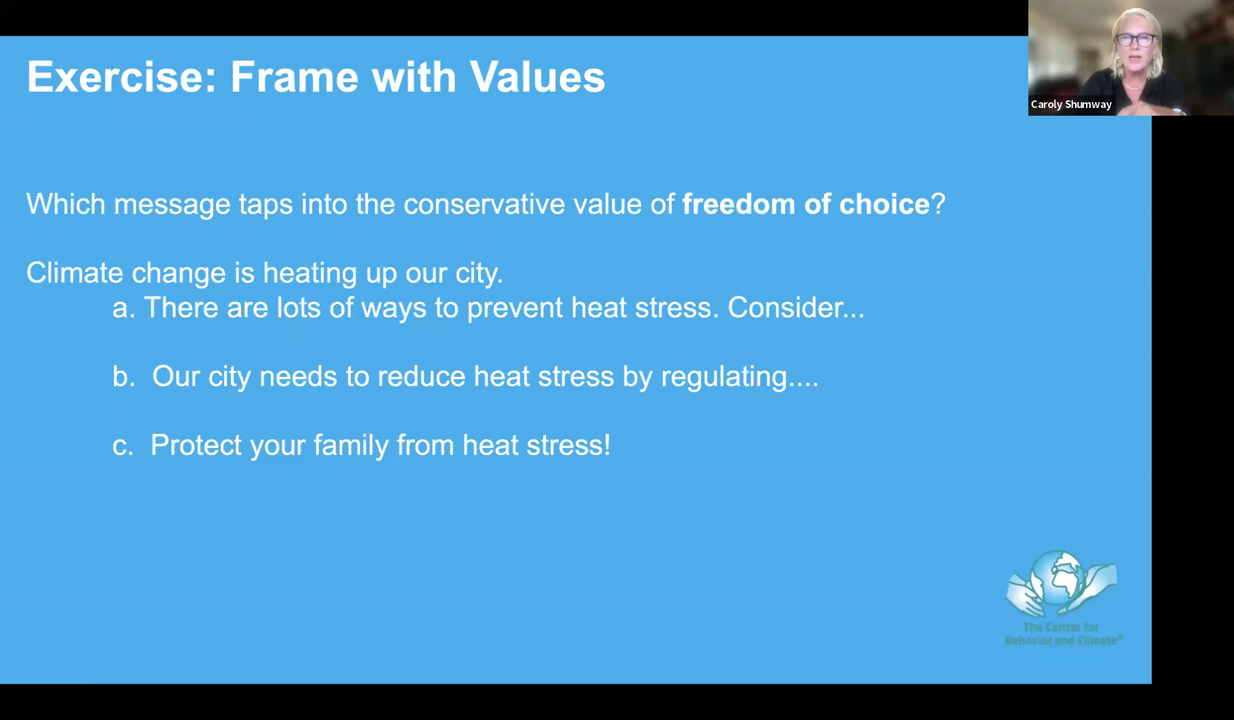 Exercise: Frame with Values
Caroly Shumway
Which message taps into the conservative value of freedom of choice?
Climate change is heating up our city.
a. There are lots of ways to prevent heat stress. Consider...
b. Our city needs to reduce heat stress by regulating....
c. Protect your family from heat stress!
The Center for
Behavior and Climate™